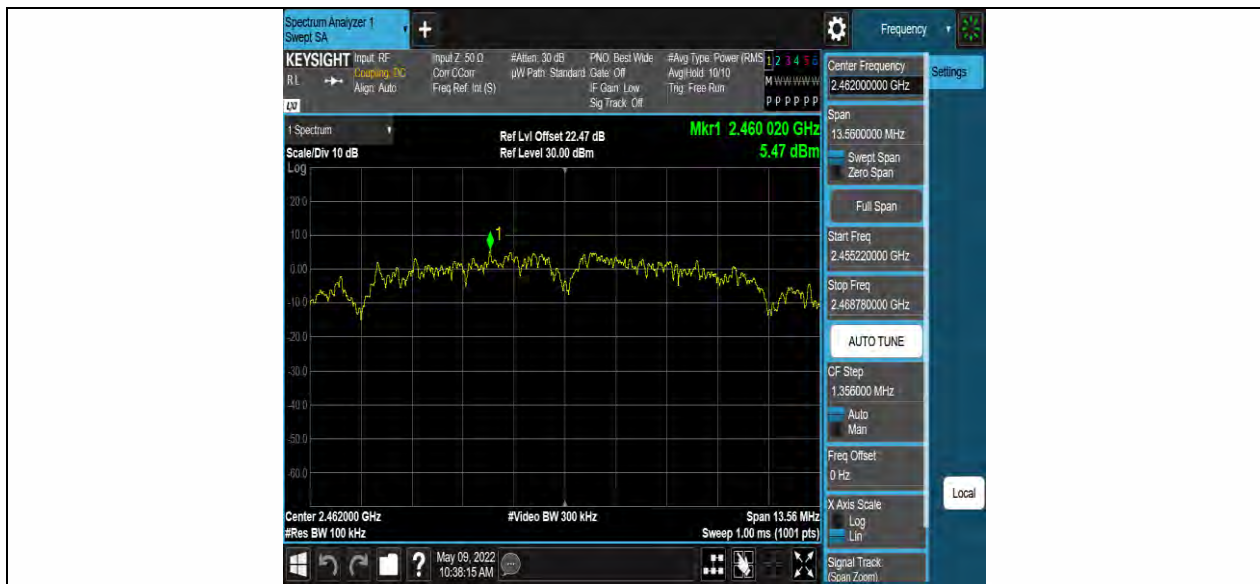 Spectrum Analyzer 1
Swept SA
+
Frequency
KEYSIGHT
Input: RF
Coupling: DC
Align: Auto
RL
LXI
Input Z: 50 Ω
Corr CCorr
Freq Ref: Int (S)
#Atten: 30 dB
µW Path: Standard
PNO: Best Wide
Gate: Off
IF Gain: Low
Sig Track: Off
#Avg Type: Power (RMS
Avg|Hold: 10/10
Trig: Free Run
1 2 3 4 5 6
M W W W W W
P P P P P P
Center Frequency
2.462000000 GHz
Settings
Span
13.5600000 MHz
Swept Span
Zero Span
Full Span
Start Freq
2.455220000 GHz
Stop Freq
2.468780000 GHz
AUTO TUNE
CF Step
1.356000 MHz
Auto
Man
Freq Offset
0 Hz
X Axis Scale
Log
Lin
Signal Track
(Span Zoom)
Local
1 Spectrum
Scale/Div 10 dB
Ref Lvl Offset 22.47 dB
Ref Level 30.00 dBm
Mkr1 2.460 020 GHz
5.47 dBm
Log
20.0
10.0
1
0.00
-10.0
-20.0
-30.0
-40.0
-50.0
-60.0
Center 2.462000 GHz
#Res BW 100 kHz
#Video BW 300 kHz
Span 13.56 MHz
Sweep 1.00 ms (1001 pts)
?
May 09, 2022
10:38:15 AM